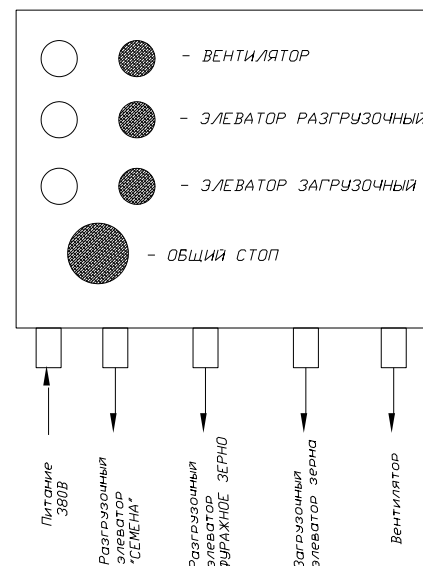 - ВЕНТИЛЯТОР
- ЭЛЕВАТОР РАЗГРУЗОЧНЫЙ
- ЭЛЕВАТОР ЗАГРУЗОЧНЫЙ
- ОБЩИЙ СТОП
Питание
380В
Разгрузочный
элеватор
"СЕМЕНА"
Разгрузочный
элеватор
ФУРАЖНОЕ ЗЕРНО
Загрузочный
элеватор зерна
Вентилятор